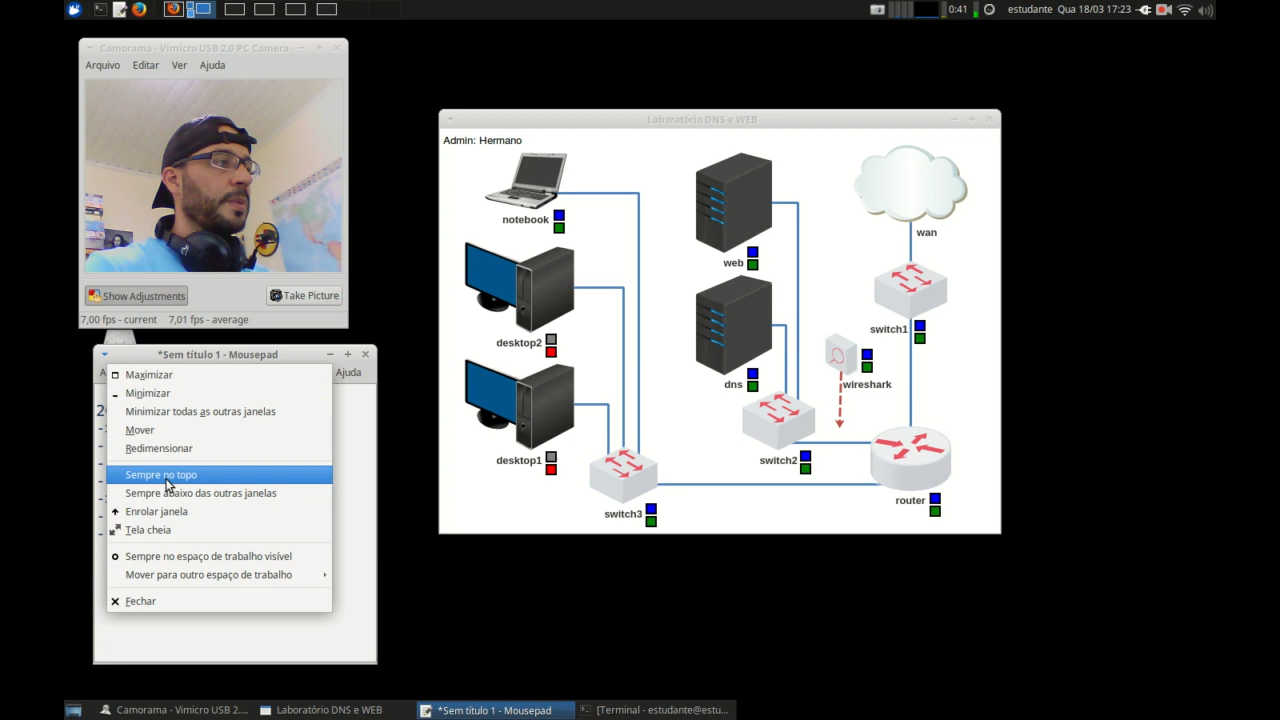 0:41
estudante Qua 18/03 17:23
Camorama - Vimicro USB 2.0 PC Camera
Arquivo Editar Ver Ajuda
Show Adjustments
Take Picture
7,00 fps - current 7,01 fps - average
*Sem título 1 - Mousepad
A
Ajuda
2
Maximizar
Minimizar
Minimizar todas as outras janelas
Mover
Redimensionar
Sempre no topo
Sempre abaixo das outras janelas
Enrolar janela
Tela cheia
Sempre no espaço de trabalho visível
Mover para outro espaço de trabalho
Fechar
Laboratório DNS e WEB
Admin: Hermano
notebook
desktop2
desktop1
switch3
web
dns
switch2
wireshark
wan
switch1
router
Camorama - Vimicro USB 2....
Laboratório DNS e WEB
*Sem título 1 - Mousepad
[Terminal - estudante@estu...